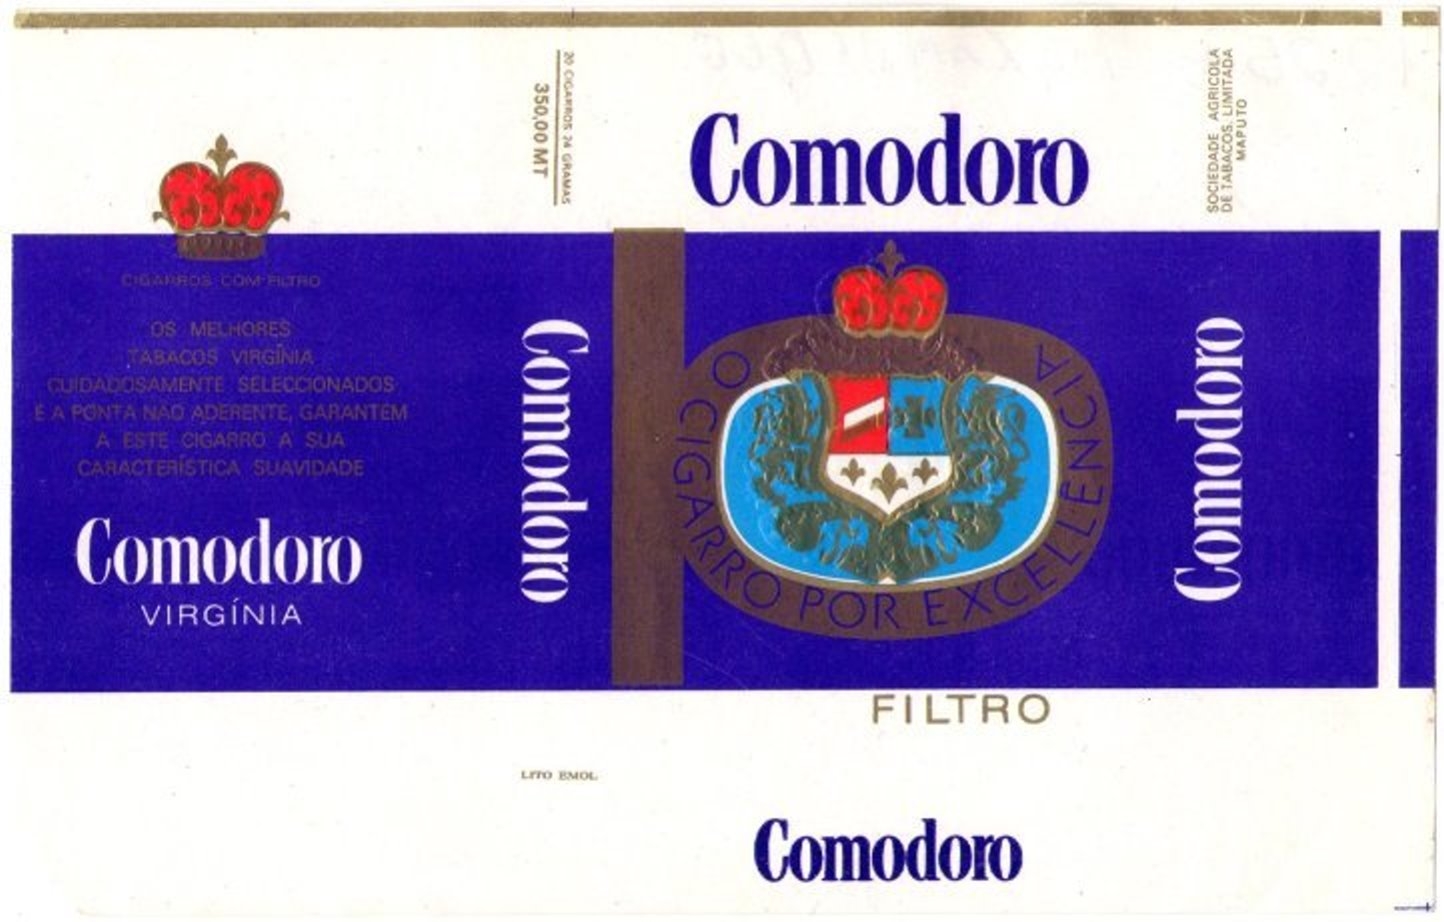 20 CIGARROS 24 GRAMAS
350,00 MT
Comodoro
SOCIEDADE AGRICOLA
DE TABACOS, LIMITADA
MAPUTO
CIGARROS COM FILTRO
OS MELHORES
TABACOS VIRGÍNIA
CUIDADOSAMENTE SELECCIONADOS
E A PONTA NÃO ADERENTE, GARANTEM
A ESTE CIGARRO A SUA
CARACTERÍSTICA SUAVIDADE
Comodoro
VIRGÍNIA
Comodoro
O CIGARRO POR EXCELLÊNCIA
Comodoro
FILTRO
LITO EMOL
Comodoro